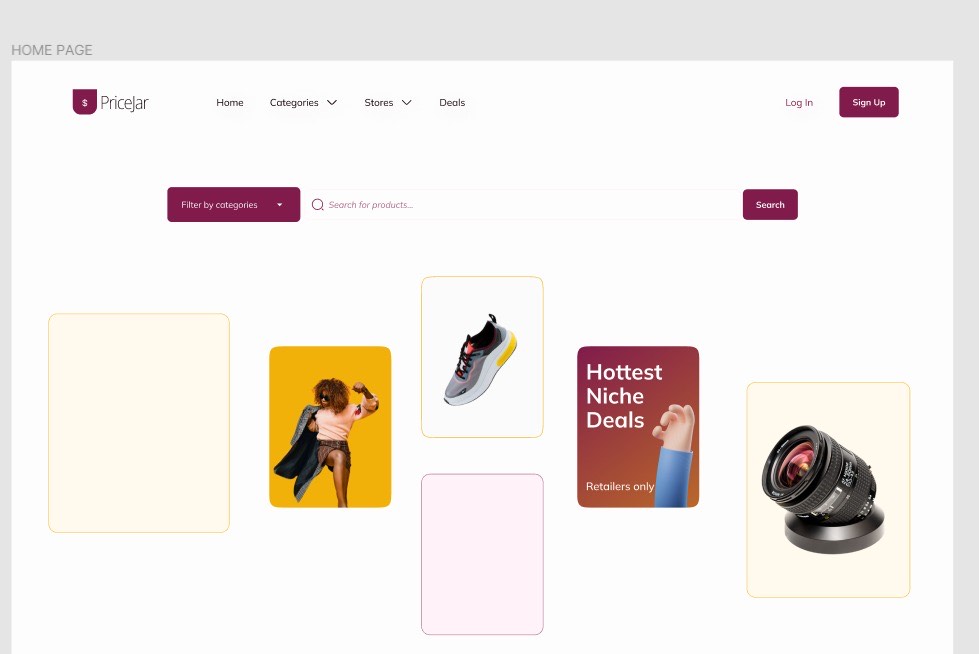 HOME PAGE
$ PriceJar
Home
Categories
Stores
Deals
Log In
Sign Up
Filter by categories
Search for products...
Search
Hottest
Niche
Deals
Retailers only